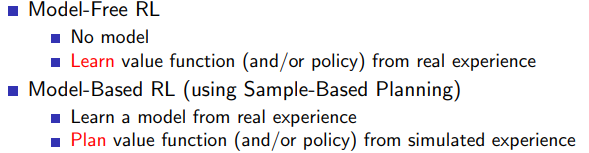 Model-Free RL
No model
Learn value function (and/or policy) from real experience
Model-Based RL (using Sample-Based Planning)
Learn a model from real experience
Plan value function (and/or policy) from simulated experience